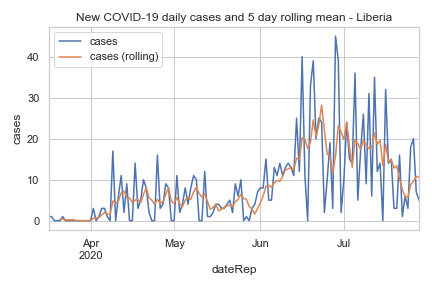 New COVID-19 daily cases and 5 day rolling mean - Liberia
cases
cases (rolling)
40
30
20
10
0
cases
Apr
2020
May
Jun
Jul
dateRep